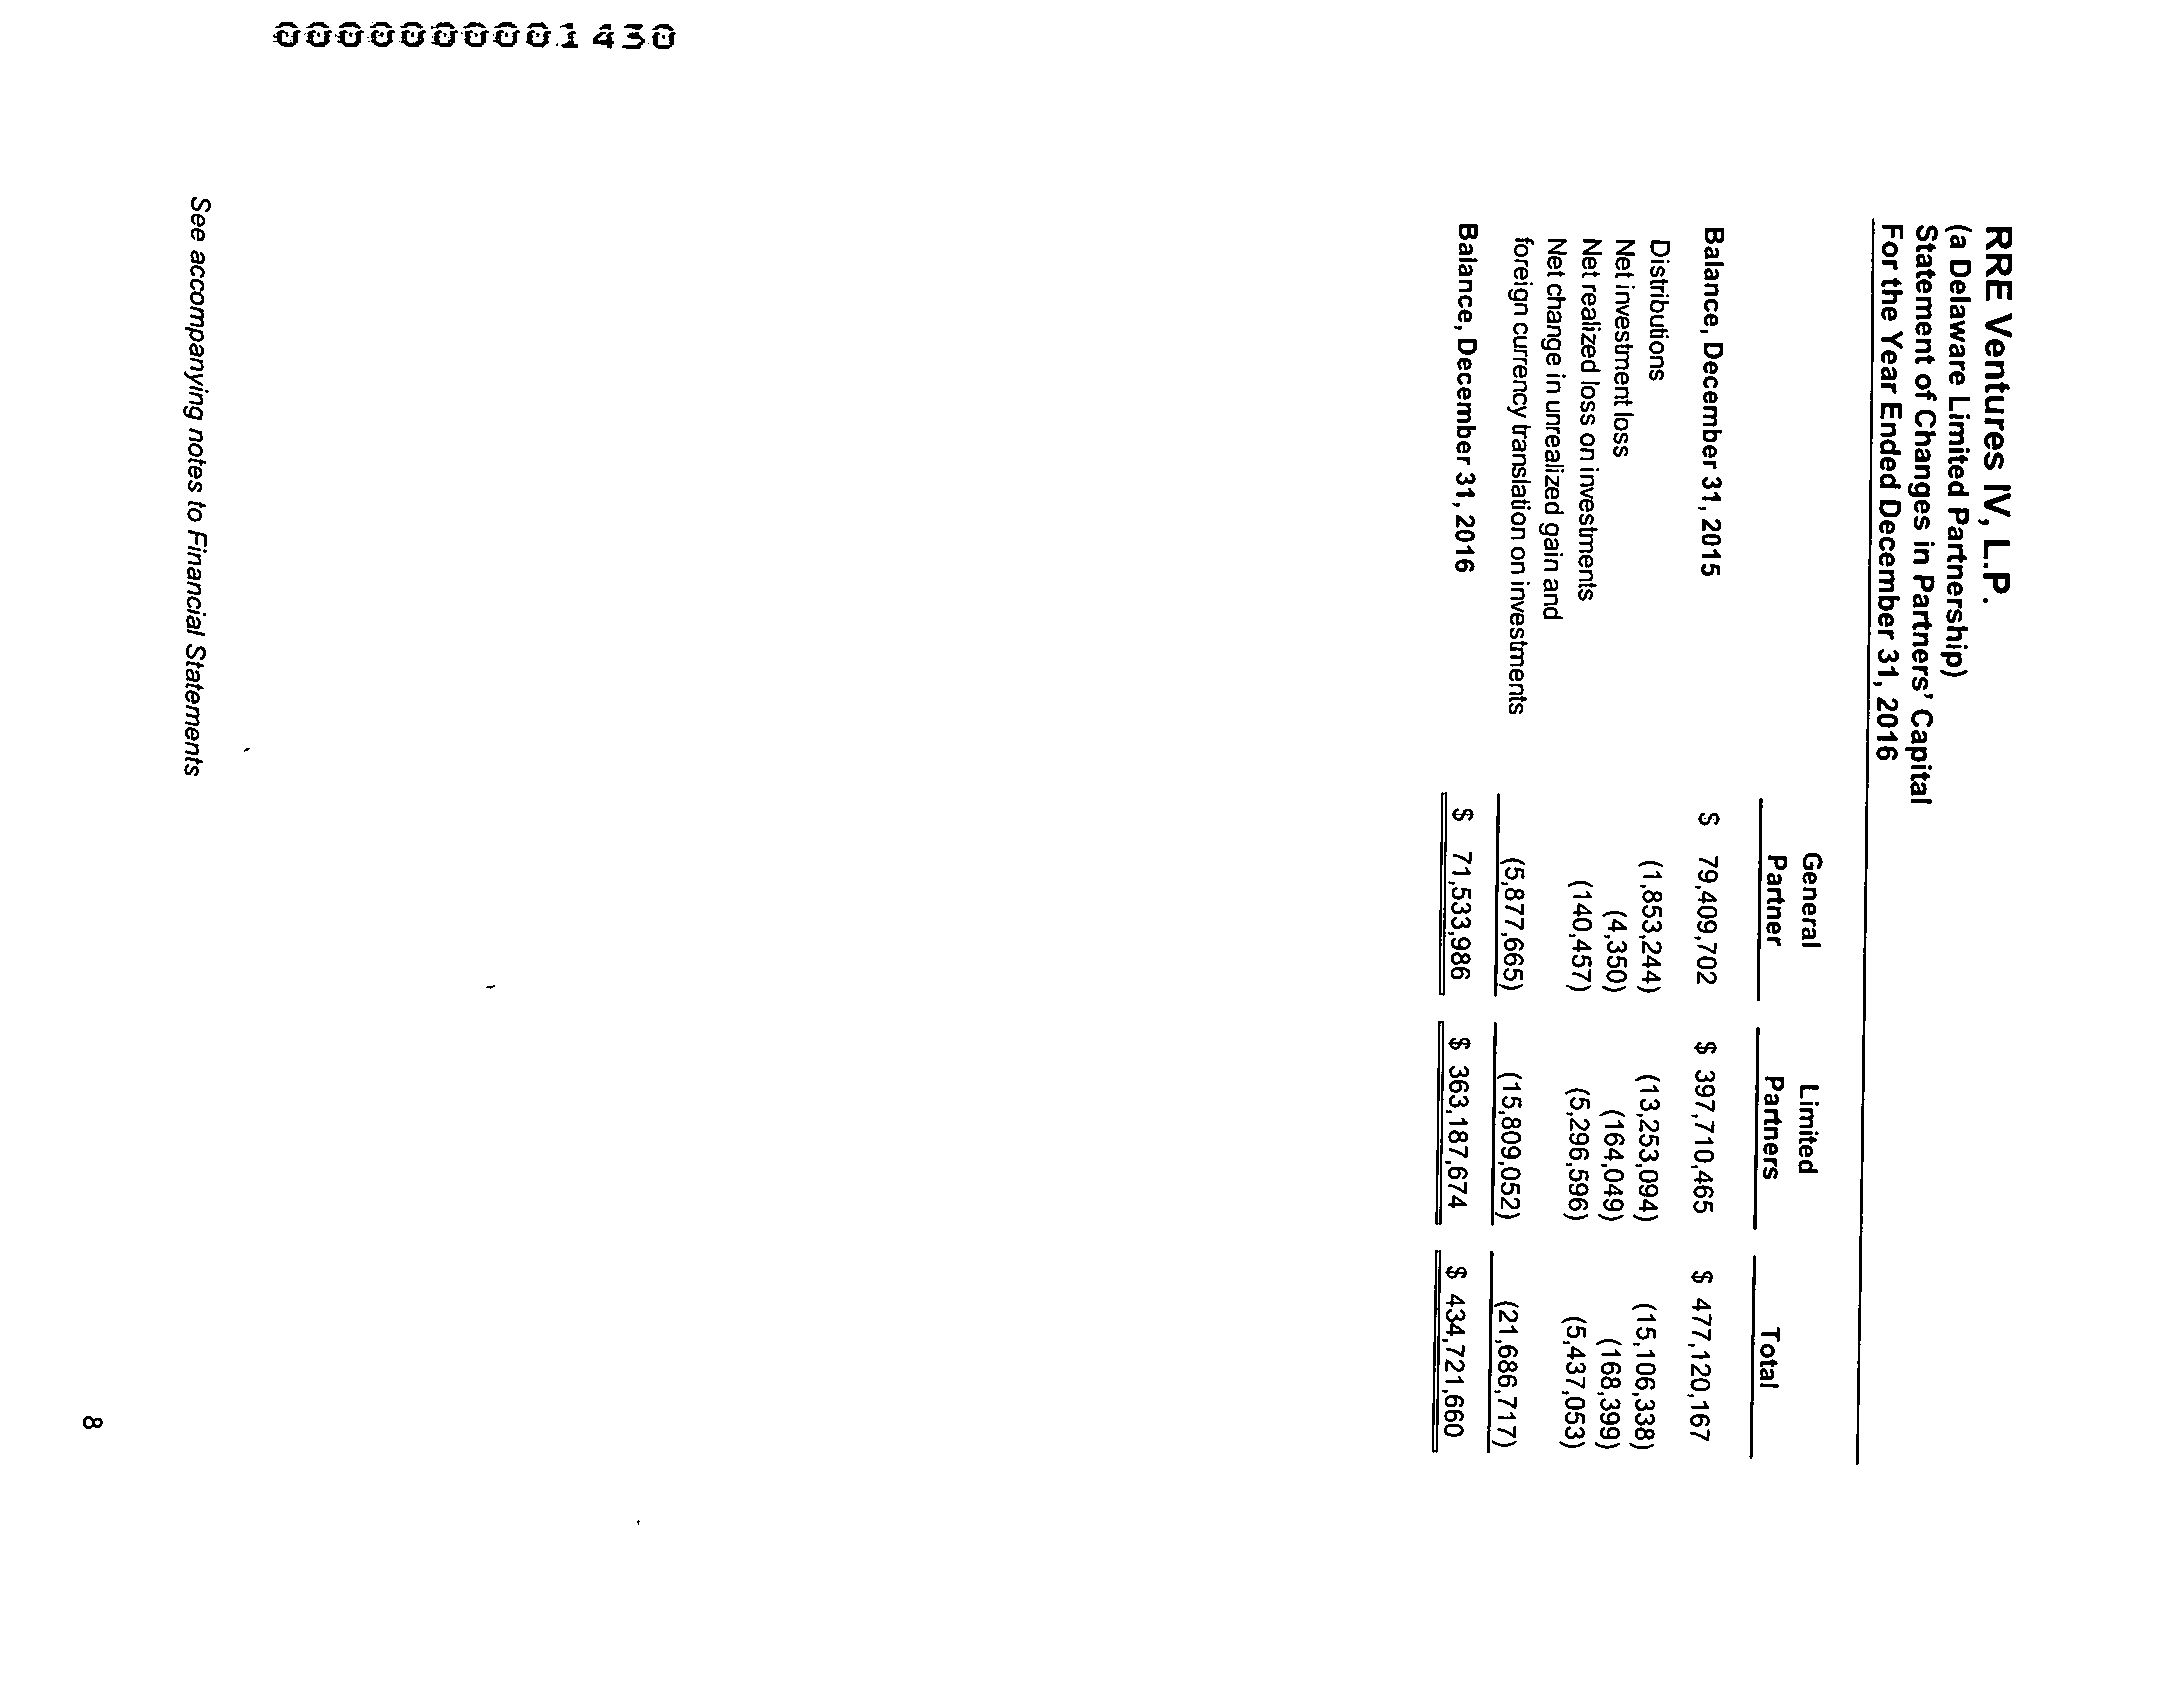 RRE Ventures IV, L.P.
(a Delaware Limited Partnership)
Statement of Changes in Partners' Capital
For the Year Ended December 31, 2016
General Partner Limited Partners Total
Balance, December 31, 2015 $ 79,409,702 $ 397,710,465 $ 477,120,167
Distributions (1,853,244) (13,253,094) (15,106,338)
Net investment loss (4,350) (164,049) (168,399)
Net realized loss on investments (140,457) (5,296,596) (5,437,053)
Net change in unrealized gain and
foreign currency translation on investments (5,877,665) (15,809,052) (21,686,717)
Balance, December 31, 2016 $ 71,533,986 $ 363,187,674 $ 434,721,660
See accompanying notes to Financial Statements
8